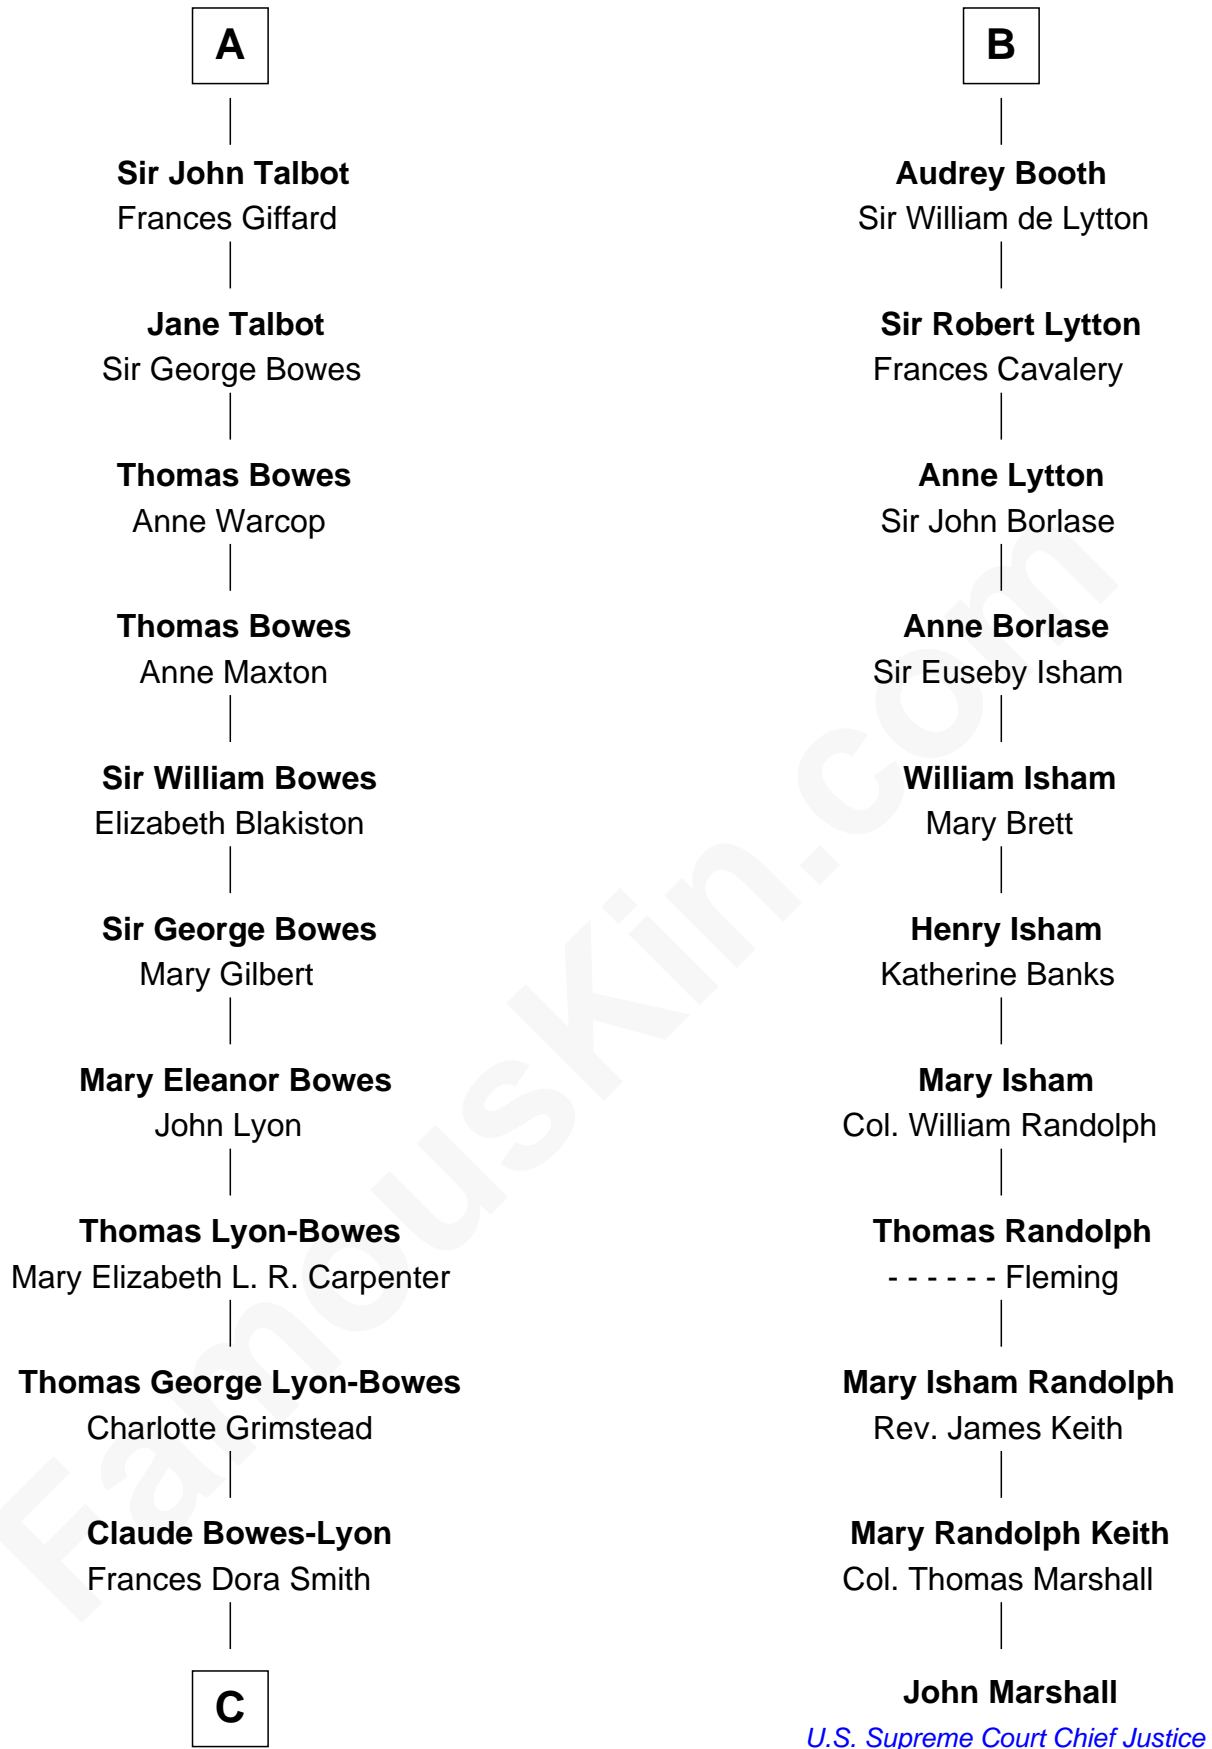 A
Sir John Talbot
Frances Giffard
Jane Talbot
Sir George Bowes
Thomas Bowes
Anne Warcop
Thomas Bowes
Anne Maxton
Sir William Bowes
Elizabeth Blakiston
Sir George Bowes
Mary Gilbert
Mary Eleanor Bowes
John Lyon
Thomas Lyon-Bowes
Mary Elizabeth L. R. Carpenter
Thomas George Lyon-Bowes
Charlotte Grimstead
Claude Bowes-Lyon
Frances Dora Smith
C
B
Audrey Booth
Sir William de Lytton
Sir Robert Lytton
Frances Cavalery
Anne Lytton
Sir John Borlase
Anne Borlase
Sir Euseby Isham
William Isham
Mary Brett
Henry Isham
Katherine Banks
Mary Isham
Col. William Randolph
Thomas Randolph
- - - - - - Fleming
Mary Isham Randolph
Rev. James Keith
Mary Randolph Keith
Col. Thomas Marshall
John Marshall
U.S. Supreme Court Chief Justice
FamousKin.com